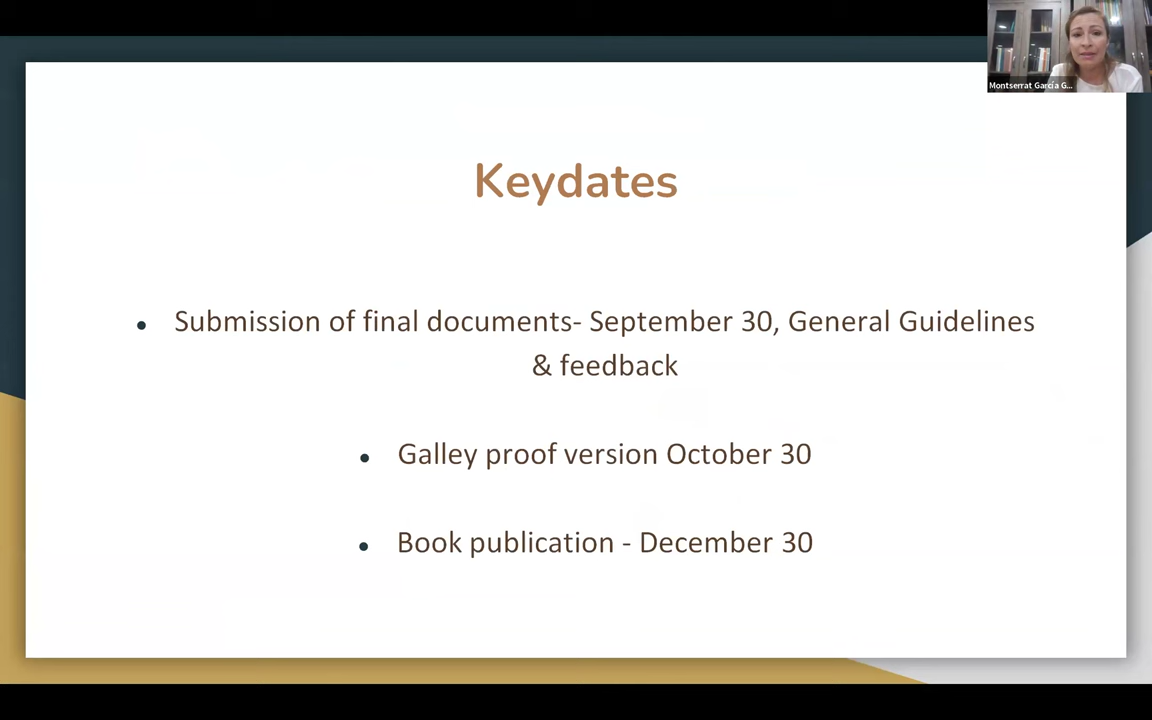 Montserrat García G...
Keydates
• Submission of final documents- September 30, General Guidelines
& feedback
• Galley proof version October 30
• Book publication - December 30